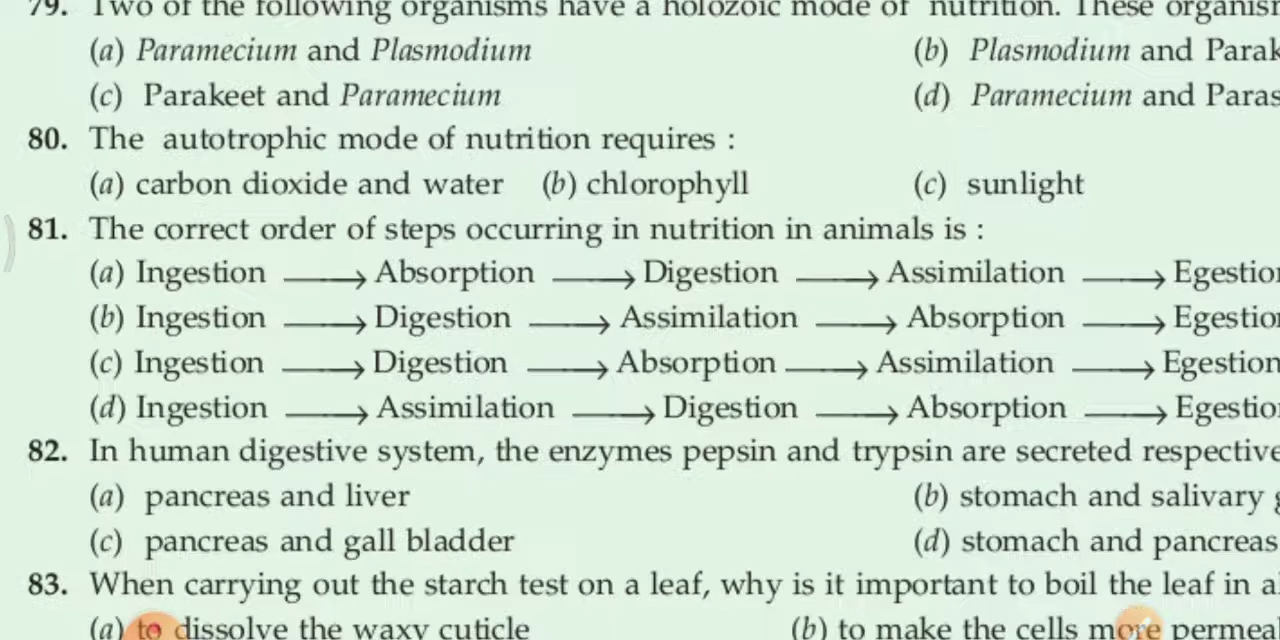 79. Two of the following organisms have a holozoic mode of nutrition. These
(a) Paramecium and Plasmodium (b) Plasmodium and
(c) Parakeet and Paramecium (d) Paramecium and
80. The autotrophic mode of nutrition requires :
(a) carbon dioxide and water (b) chlorophyll (c) sunlight
81. The correct order of steps occurring in nutrition in animals is :
(a) Ingestion ⟶ Absorption ⟶ Digestion ⟶ Assimilation ⟶ Egestion
(b) Ingestion ⟶ Digestion ⟶ Assimilation ⟶ Absorption ⟶ Egestion
(c) Ingestion ⟶ Digestion ⟶ Absorption ⟶ Assimilation ⟶ Egestion
(d) Ingestion ⟶ Assimilation ⟶ Digestion ⟶ Absorption ⟶ Egestion
82. In human digestive system, the enzymes pepsin and trypsin are secreted
(a) pancreas and liver (b) stomach and salivary
(c) pancreas and gall bladder (d) stomach and pancreas
83. When carrying out the starch test on a leaf, why is it important to boil the leaf in
(a) to dissolve the waxy cuticle (b) to make the cells more